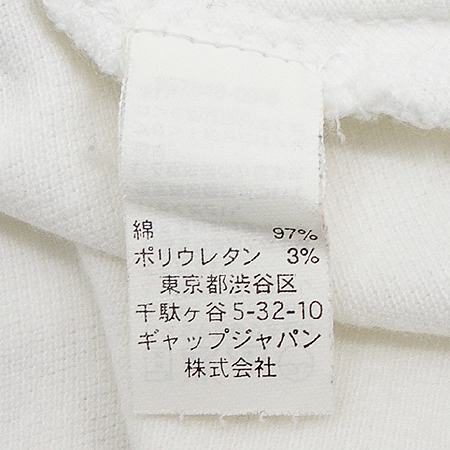 綿 97%
ポリウレタン 3%
東京都渋谷区
千駄ヶ谷5-32-10
ギャップジャパン
株式会社